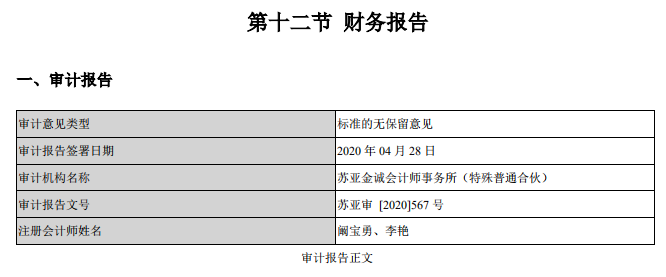 第十二节 财务报告
一、审计报告
审计意见类型 标准的无保留意见
审计报告签署日期 2020 年 04 月 28 日
审计机构名称 苏亚金诚会计师事务所（特殊普通合伙）
审计报告文号 苏亚审 [2020]567 号
注册会计师姓名 阚宝勇、李艳
审计报告正文